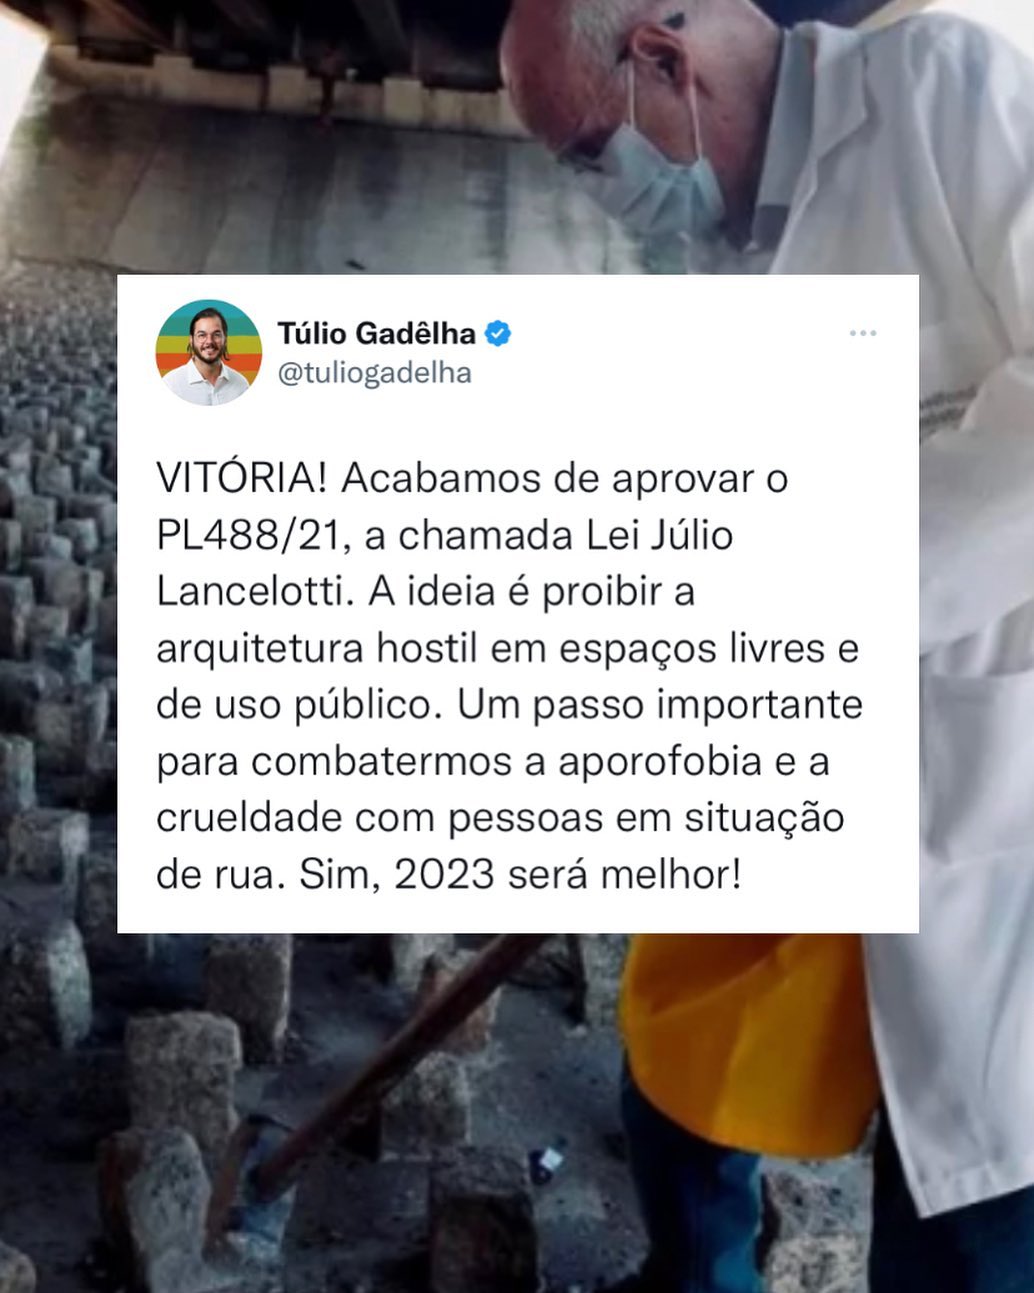 Túlio Gadêlha
@tuliogadelha
VITÓRIA! Acabamos de aprovar o
PL488/21, a chamada Lei Júlio
Lancelotti. A ideia é proibir a
arquitetura hostil em espaços livres e
de uso público. Um passo importante
para combatermos a aporofobia e a
crueldade com pessoas em situação
de rua. Sim, 2023 será melhor!